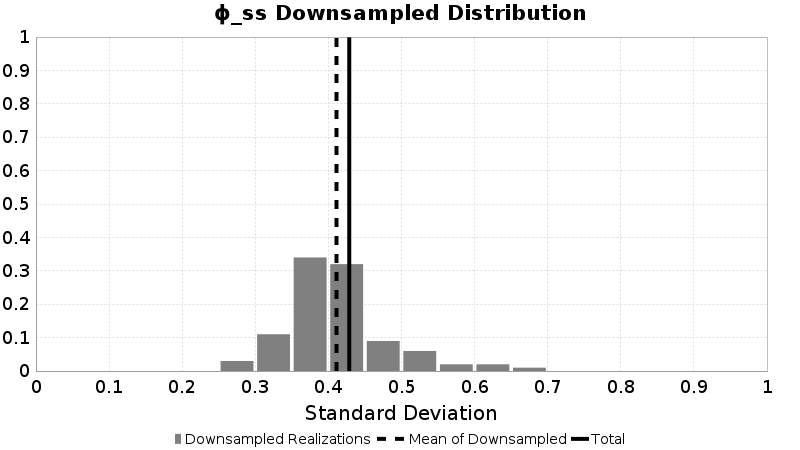 ϕ_ss Downsampled Distribution
1
0.9
0.8
0.7
0.6
0.5
0.4
0.3
0.2
0.1
0
0 0.1 0.2 0.3 0.4 0.5 0.6 0.7 0.8 0.9 1
Standard Deviation
Downsampled Realizations Mean of Downsampled Total